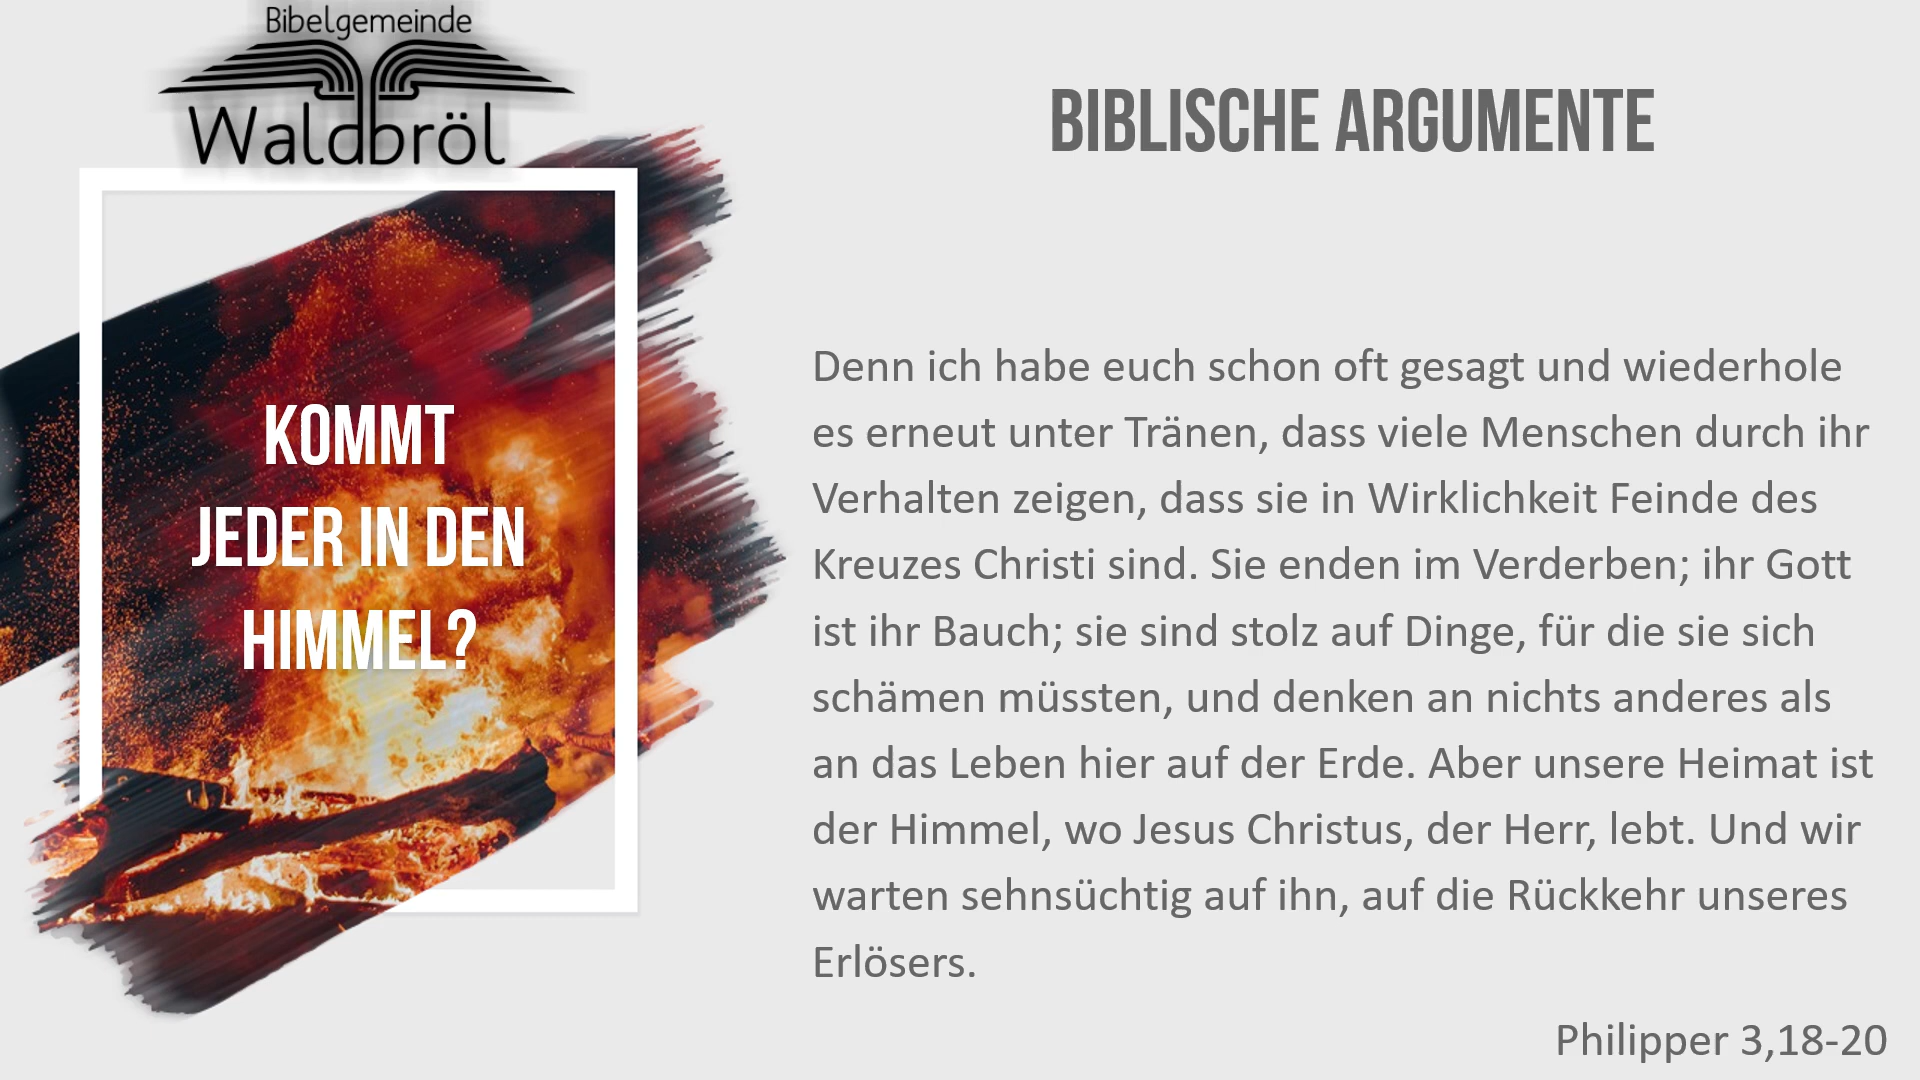 Bibelgemeinde
Waldbröl
KOMMT
JEDER IN DEN
HIMMEL?
BIBLISCHE ARGUMENTE
Denn ich habe euch schon oft gesagt und wiederhole
es erneut unter Tränen, dass viele Menschen durch ihr
Verhalten zeigen, dass sie in Wirklichkeit Feinde des
Kreuzes Christi sind. Sie enden im Verderben; ihr Gott
ist ihr Bauch; sie sind stolz auf Dinge, für die sie sich
schämen müssten, und denken an nichts anderes als
an das Leben hier auf der Erde. Aber unsere Heimat ist
der Himmel, wo Jesus Christus, der Herr, lebt. Und wir
warten sehnsüchtig auf ihn, auf die Rückkehr unseres
Erlösers.
Philipper 3,18-20